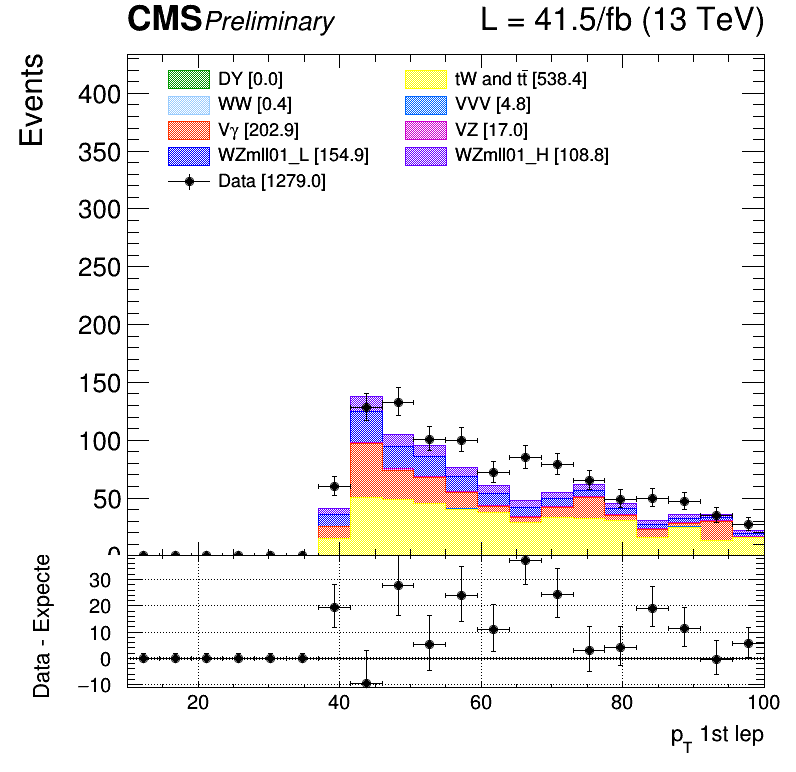 CMS Preliminary L = 41.5/fb (13 TeV)
Events
DY [0.0] tW and tt̄ [538.4]
WW [0.4] VVV [4.8]
Vγ [202.9] VZ [17.0]
WZmll01_L [154.9] WZmll01_H [108.8]
Data [1279.0]
400
350
300
250
200
150
100
50
0
Data - Expecte
30
20
10
0
−10
20 40 60 80 100
p_T 1st lep